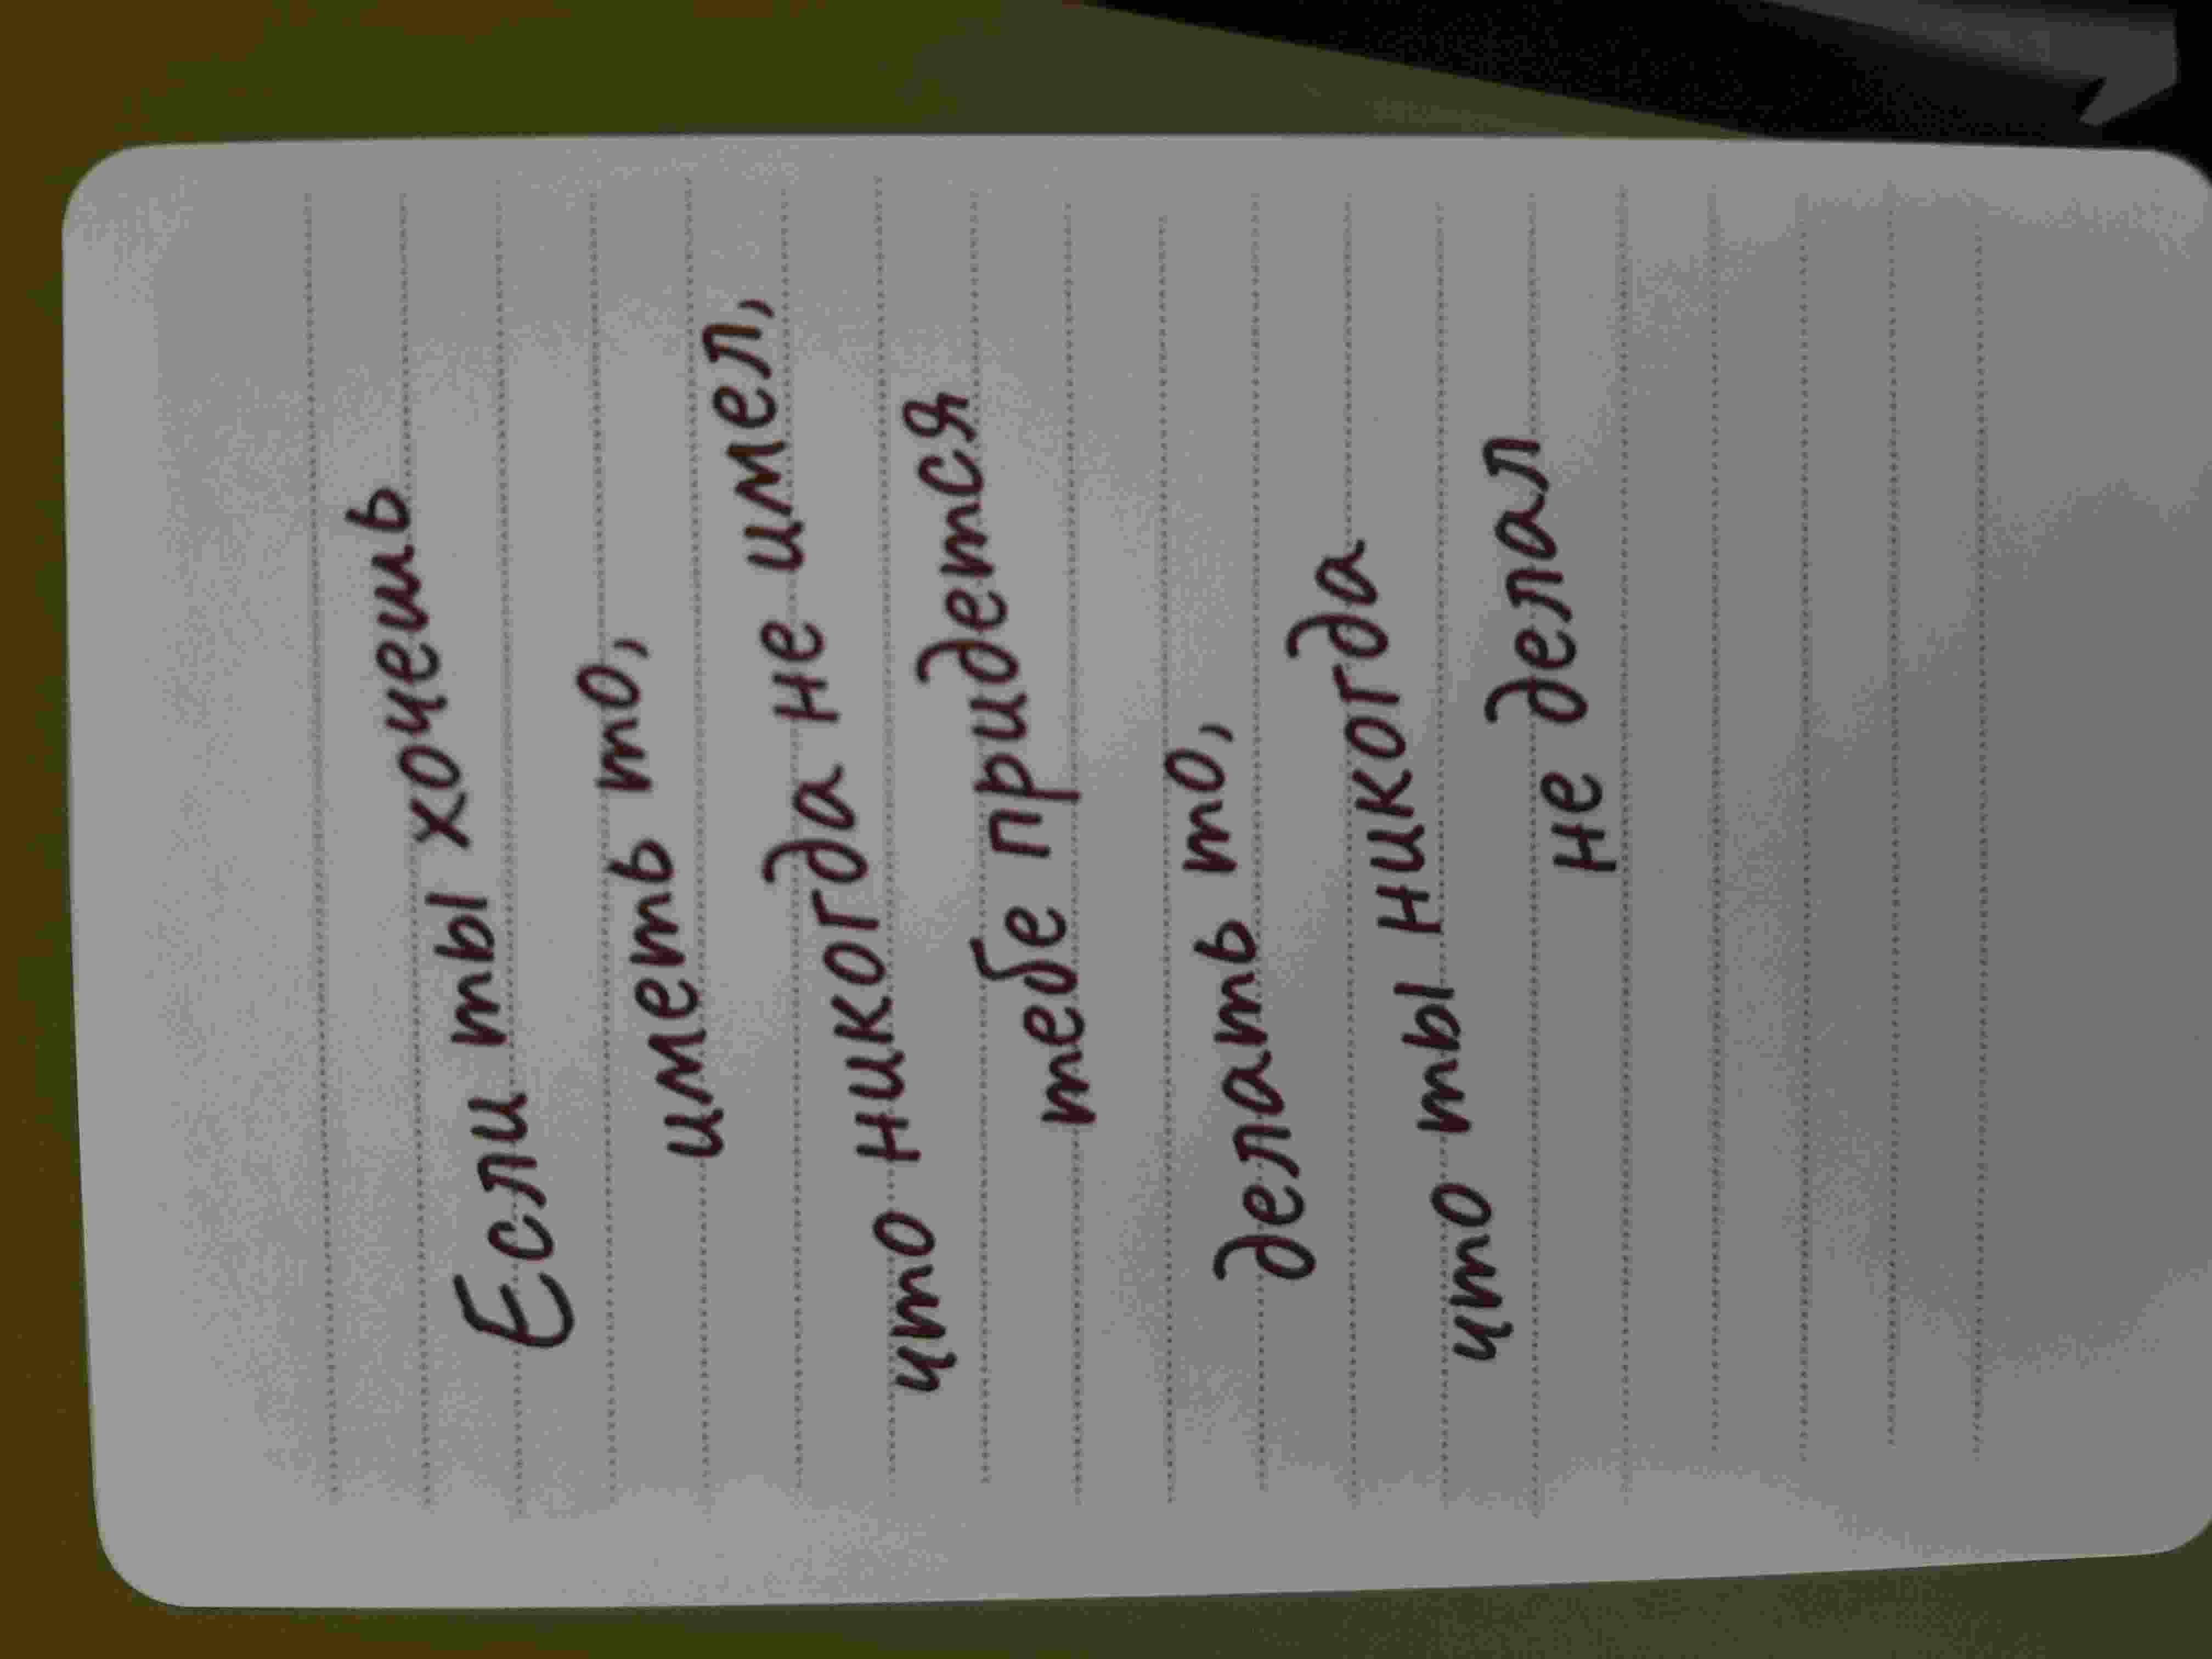 Если ты хочешь
иметь то,
что никогда не имел,
тебе придется
делать то,
что ты никогда
не делал